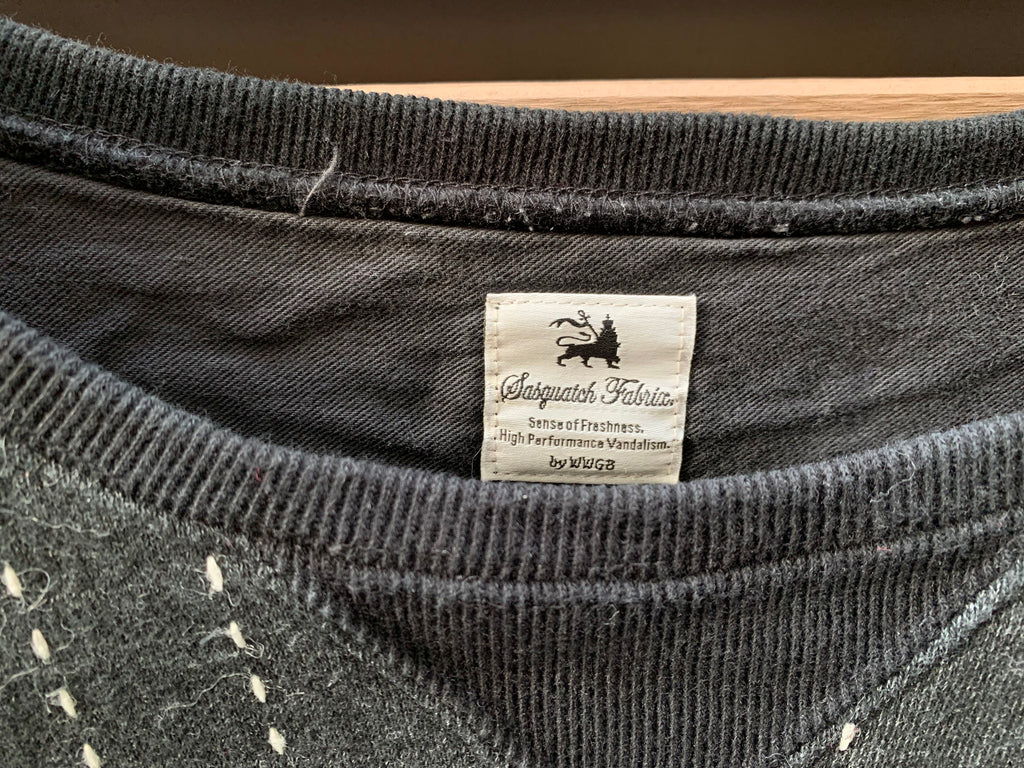 Sasquatch Fabrix.
Sense of Freshness.
High Performance Vandalism.
by WWGB